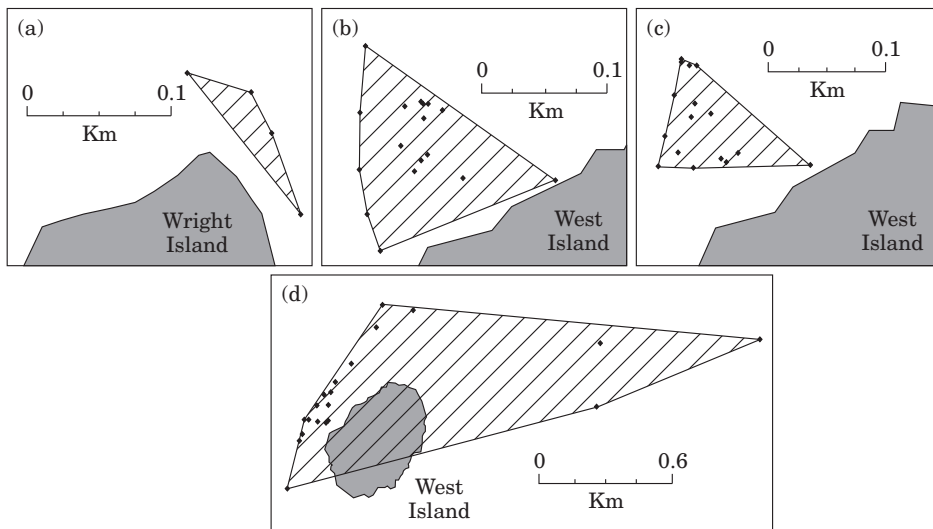 (a)
0
0.1
Km
Wright
Island
(b)
0
0.1
Km
West
Island
(c)
0
0.1
Km
West
Island
(d)
West
Island
0
0.6
Km